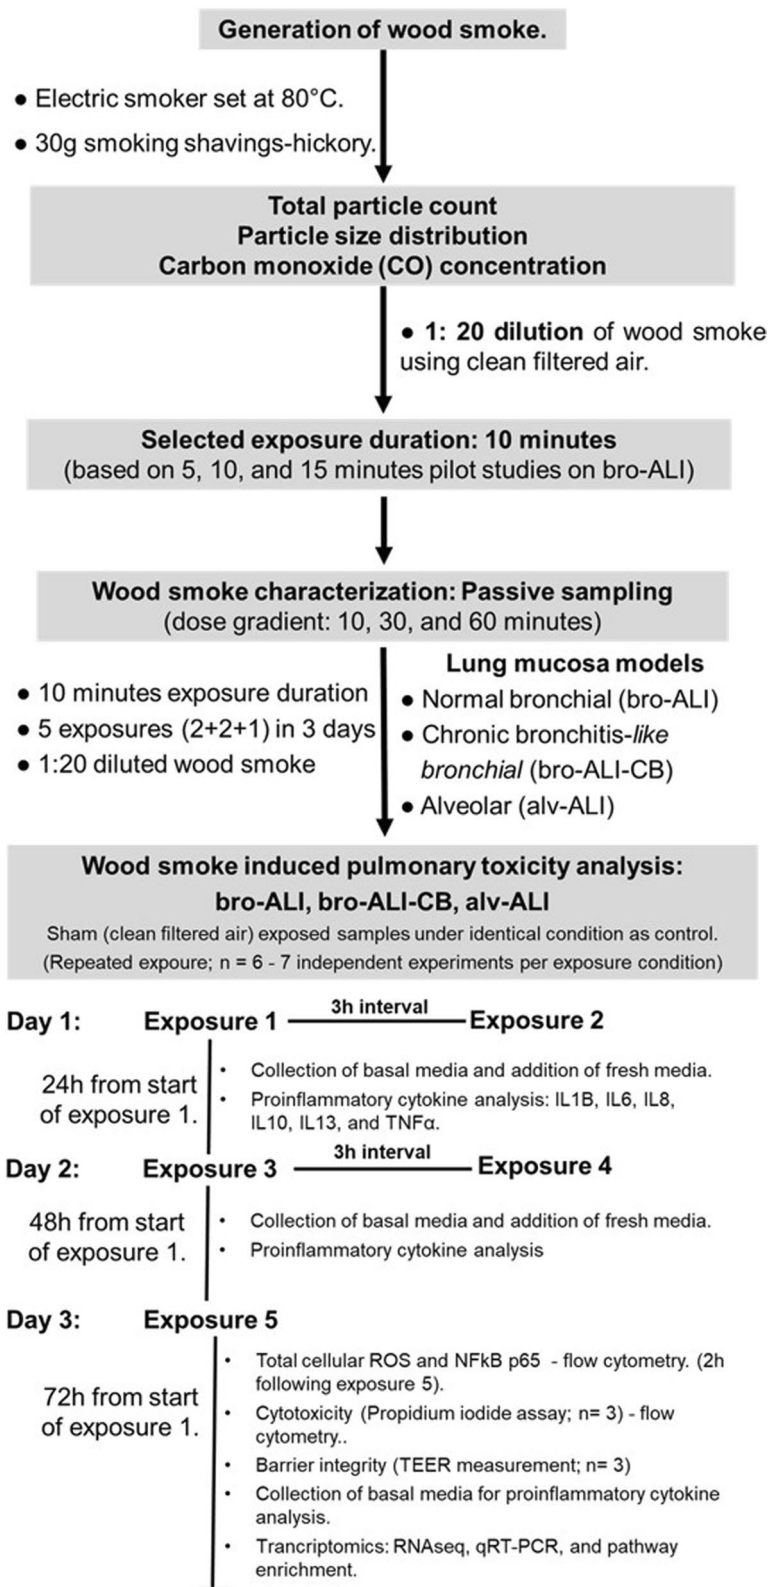 Generation of wood smoke.
● Electric smoker set at 80°C.
● 30g smoking shavings-hickory.
Total particle count
Particle size distribution
Carbon monoxide (CO) concentration
● 1: 20 dilution of wood smoke
using clean filtered air.
Selected exposure duration: 10 minutes
(based on 5, 10, and 15 minutes pilot studies on bro-ALI)
Wood smoke characterization: Passive sampling
(dose gradient: 10, 30, and 60 minutes)
● 10 minutes exposure duration
● 5 exposures (2+2+1) in 3 days
● 1:20 diluted wood smoke
Lung mucosa models
● Normal bronchial (bro-ALI)
● Chronic bronchitis-like
bronchial (bro-ALI-CB)
● Alveolar (alv-ALI)
Wood smoke induced pulmonary toxicity analysis:
bro-ALI, bro-ALI-CB, alv-ALI
Sham (clean filtered air) exposed samples under identical condition as control.
(Repeated expoure; n = 6 - 7 independent experiments per exposure condition)
Day 1: Exposure 1 3h interval Exposure 2
24h from start
of exposure 1.
• Collection of basal media and addition of fresh media.
• Proinflammatory cytokine analysis: IL1B, IL6, IL8,
IL10, IL13, and TNFα.
Day 2: Exposure 3 3h interval Exposure 4
48h from start
of exposure 1.
• Collection of basal media and addition of fresh media.
• Proinflammatory cytokine analysis
Day 3: Exposure 5
72h from start
of exposure 1.
• Total cellular ROS and NFkB p65 - flow cytometry. (2h
following exposure 5).
• Cytotoxicity (Propidium iodide assay; n= 3) - flow
cytometry..
• Barrier integrity (TEER measurement; n= 3)
• Collection of basal media for proinflammatory cytokine
analysis.
• Trancriptomics: RNAseq, qRT-PCR, and pathway
enrichment.